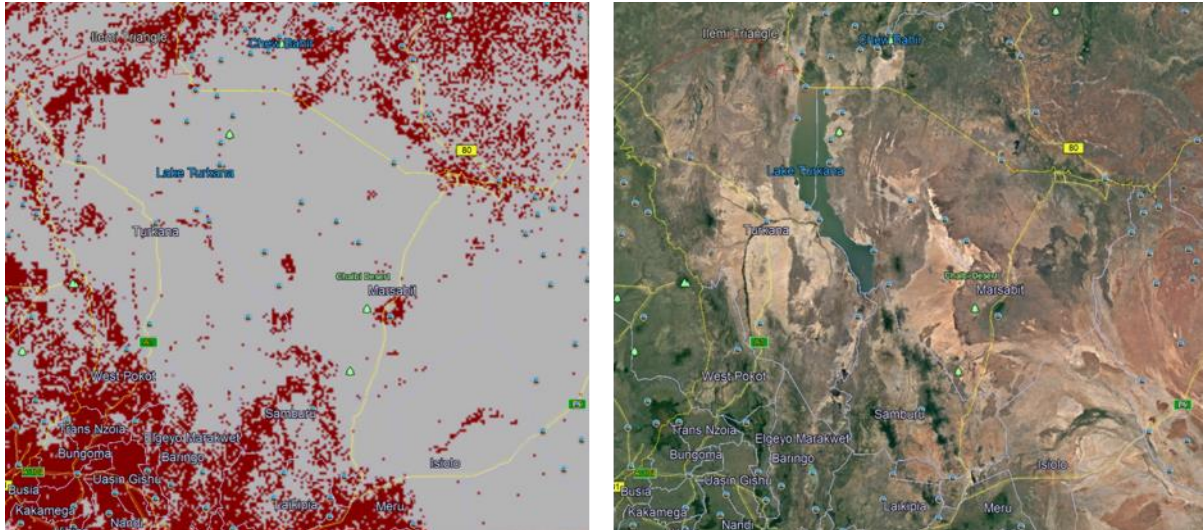 Ilemi Triangle
Chew Bahir
80
Lake Turkana
Turkana
Chalbi Desert
Marsabit
West Pokot
Samburu
Trans Nzoia
Elgeyo Marakwet
Bungoma
Baringo
Isiolo
Uasin Gishu
Busia
Laikipia
Meru
Kakamega
Nandi
Ilemi Triangle
Chew Bahir
80
Lake Turkana
Turkana
Chalbi Desert
Marsabit
West Pokot
Samburu
Trans Nzoia
Elgeyo Marakwet
Bungoma
Baringo
Isiolo
Uasin Gishu
Busia
Laikipia
Meru
Kakamega
Nandi